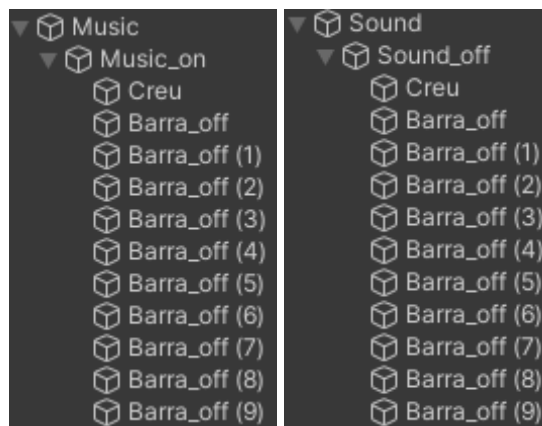 Music
Music_on
Creu
Barra_off
Barra_off (1)
Barra_off (2)
Barra_off (3)
Barra_off (4)
Barra_off (5)
Barra_off (6)
Barra_off (7)
Barra_off (8)
Barra_off (9)
Sound
Sound_off
Creu
Barra_off
Barra_off (1)
Barra_off (2)
Barra_off (3)
Barra_off (4)
Barra_off (5)
Barra_off (6)
Barra_off (7)
Barra_off (8)
Barra_off (9)